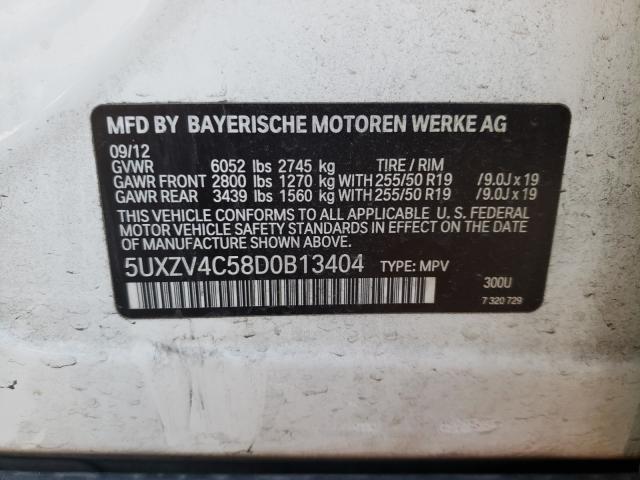 MFD BY BAYERISCHE MOTOREN WERKE AG
09/12
GVWR 6052 lbs 2745 kg TIRE / RIM
GAWR FRONT 2800 lbs 1270 kg WITH 255/50 R19 /9.0J x 19
GAWR REAR 3439 lbs 1560 kg WITH 255/50 R19 /9.0J x 19
THIS VEHICLE CONFORMS TO ALL APPLICABLE U. S. FEDERAL
MOTOR VEHICLE SAFETY STANDARDS IN EFFECT ON THE
DATE OF MANUFACTURE SHOWN ABOVE.
5UXZV4C58D0B13404 TYPE: MPV
300U
7 320 729